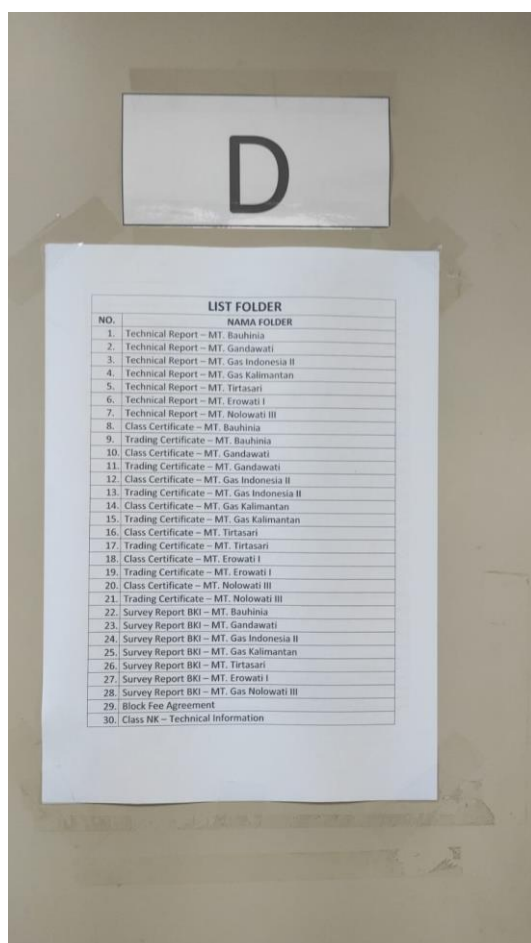 D
LIST FOLDER
NO. NAMA FOLDER
1. Technical Report – MT. Bauhinia
2. Technical Report – MT. Gandawati
3. Technical Report – MT. Gas Indonesia II
4. Technical Report – MT. Gas Kalimantan
5. Technical Report – MT. Tirtasari
6. Technical Report – MT. Erowati I
7. Technical Report – MT. Nolowati III
8. Class Certificate – MT. Bauhinia
9. Trading Certificate – MT. Bauhinia
10. Class Certificate – MT. Gandawati
11. Trading Certificate – MT. Gandawati
12. Class Certificate – MT. Gas Indonesia II
13. Trading Certificate – MT. Gas Indonesia II
14. Class Certificate – MT. Gas Kalimantan
15. Trading Certificate – MT. Gas Kalimantan
16. Class Certificate – MT. Tirtasari
17. Trading Certificate – MT. Tirtasari
18. Class Certificate – MT. Erowati I
19. Trading Certificate – MT. Erowati I
20. Class Certificate – MT. Nolowati III
21. Trading Certificate – MT. Nolowati III
22. Survey Report BKI – MT. Bauhinia
23. Survey Report BKI – MT. Gandawati
24. Survey Report BKI – MT. Gas Indonesia II
25. Survey Report BKI – MT. Gas Kalimantan
26. Survey Report BKI – MT. Tirtasari
27. Survey Report BKI – MT. Erowati I
28. Survey Report BKI – MT. Gas Nolowati III
29. Block Fee Agreement
30. Class NK – Technical Information